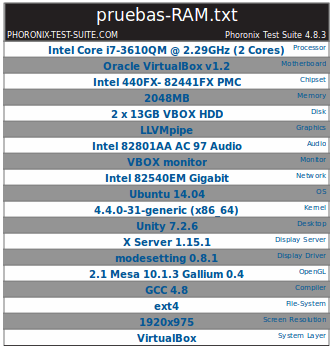 pruebas-RAM.txt
PHORONIX-TEST-SUITE.COM Phoronix Test Suite 4.8.3
Intel Core i7-3610QM @ 2.29GHz (2 Cores) Processor
Oracle VirtualBox v1.2 Motherboard
Intel 440FX- 82441FX PMC Chipset
2048MB Memory
2 x 13GB VBOX HDD Disk
LLVMpipe Graphics
Intel 82801AA AC 97 Audio Audio
VBOX monitor Monitor
Intel 82540EM Gigabit Network
Ubuntu 14.04 OS
4.4.0-31-generic (x86_64) Kernel
Unity 7.2.6 Desktop
X Server 1.15.1 Display Server
modesetting 0.8.1 Display Driver
2.1 Mesa 10.1.3 Gallium 0.4 OpenGL
GCC 4.8 Compiler
ext4 File-System
1920x975 Screen Resolution
VirtualBox System Layer